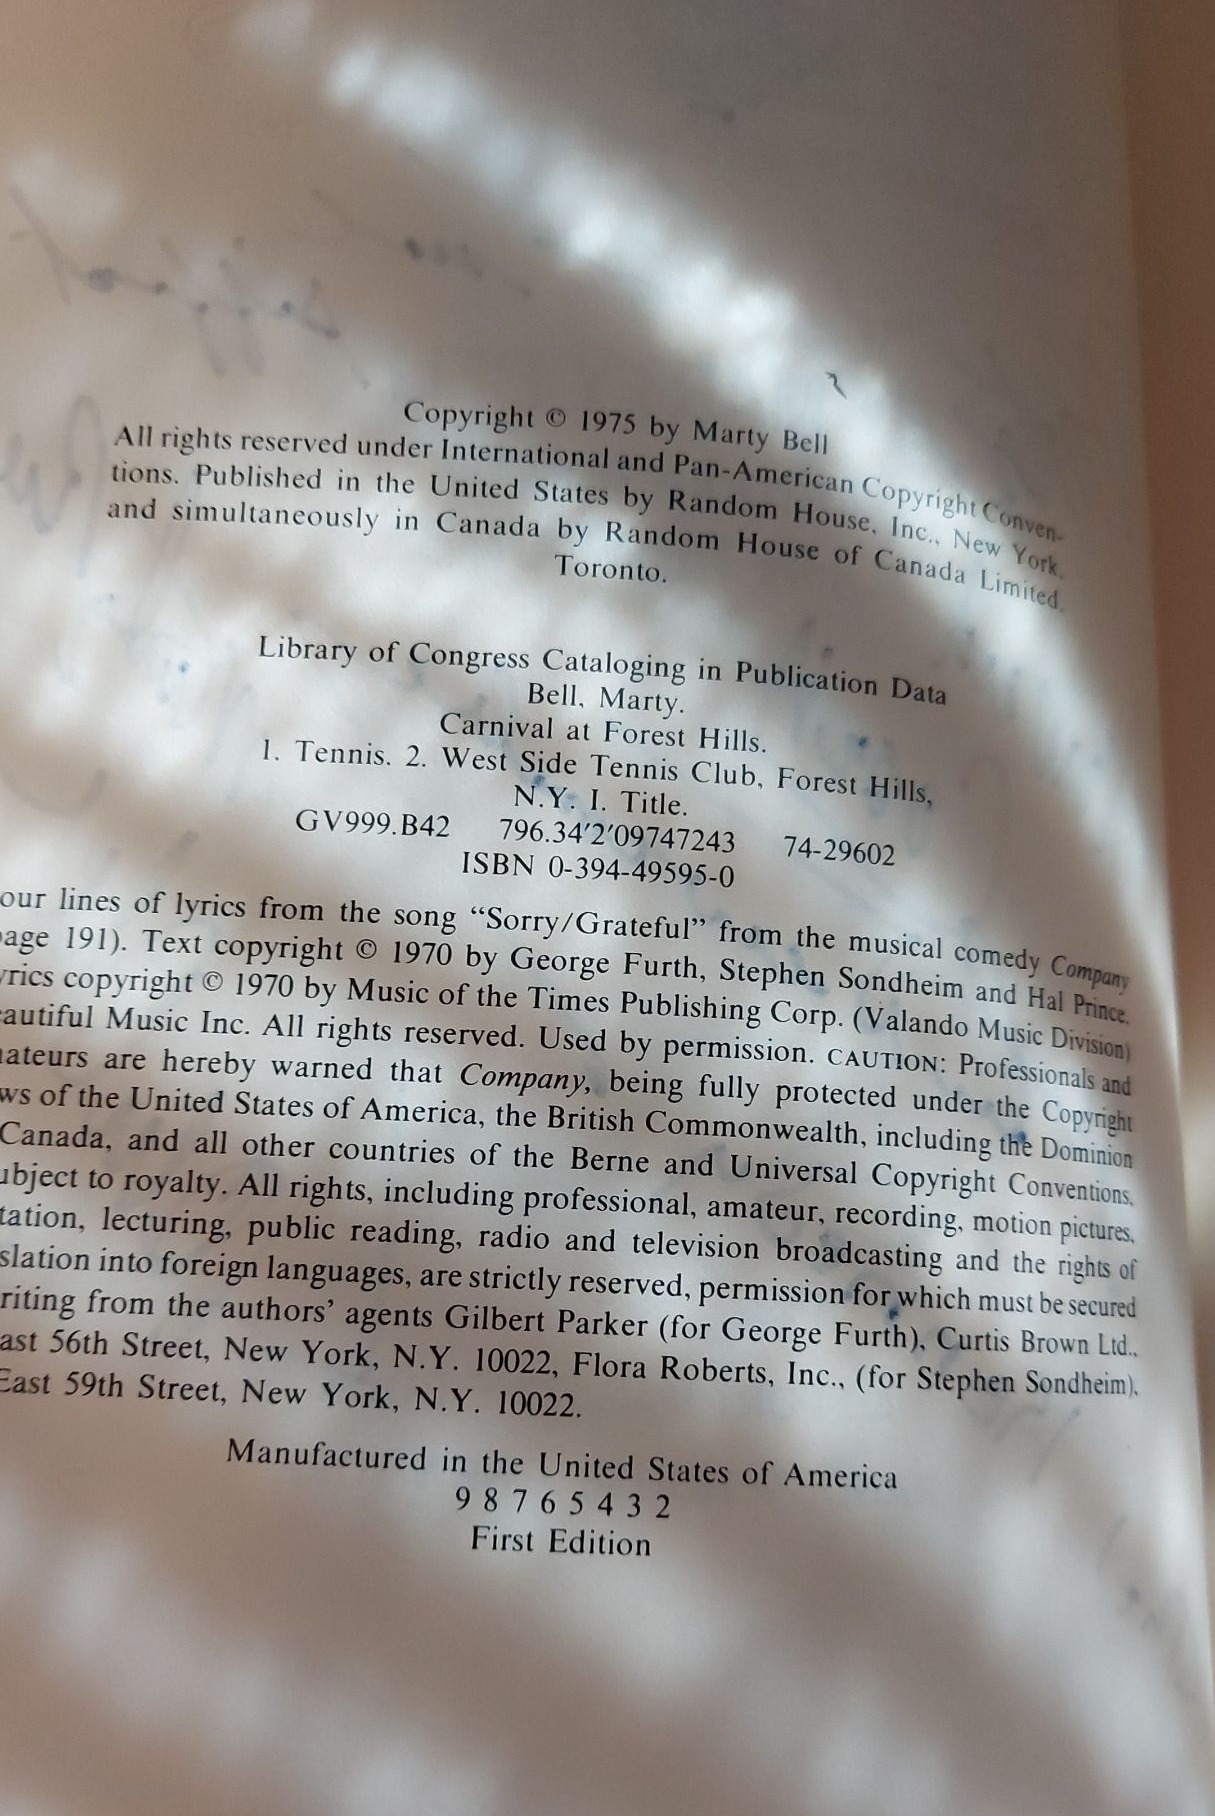 Copyright © 1975 by Marty Bell
All rights reserved under International and Pan-American Copyright Conven-
tions. Published in the United States by Random House, Inc., New York,
and simultaneously in Canada by Random House of Canada Limited,
Toronto.
Library of Congress Cataloging in Publication Data
Bell, Marty.
Carnival at Forest Hills.
1. Tennis. 2. West Side Tennis Club, Forest Hills,
N.Y. I. Title.
GV999.B42 796.34'2'09747243 74-29602
ISBN 0-394-49595-0
our lines of lyrics from the song “Sorry/Grateful” from the musical comedy Company
age 191). Text copyright © 1970 by George Furth, Stephen Sondheim and Hal Prince.
yrics copyright © 1970 by Music of the Times Publishing Corp. (Valando Music Division)
eautiful Music Inc. All rights reserved. Used by permission. CAUTION: Professionals and
ateurs are hereby warned that Company, being fully protected under the Copyright
ws of the United States of America, the British Commonwealth, including the Dominion
Canada, and all other countries of the Berne and Universal Copyright Conventions,
ubject to royalty. All rights, including professional, amateur, recording, motion pictures,
tation, lecturing, public reading, radio and television broadcasting and the rights of
slation into foreign languages, are strictly reserved, permission for which must be secured
riting from the authors’ agents Gilbert Parker (for George Furth), Curtis Brown Ltd.,
ast 56th Street, New York, N.Y. 10022, Flora Roberts, Inc., (for Stephen Sondheim),
East 59th Street, New York, N.Y. 10022.
Manufactured in the United States of America
9 8 7 6 5 4 3 2
First Edition